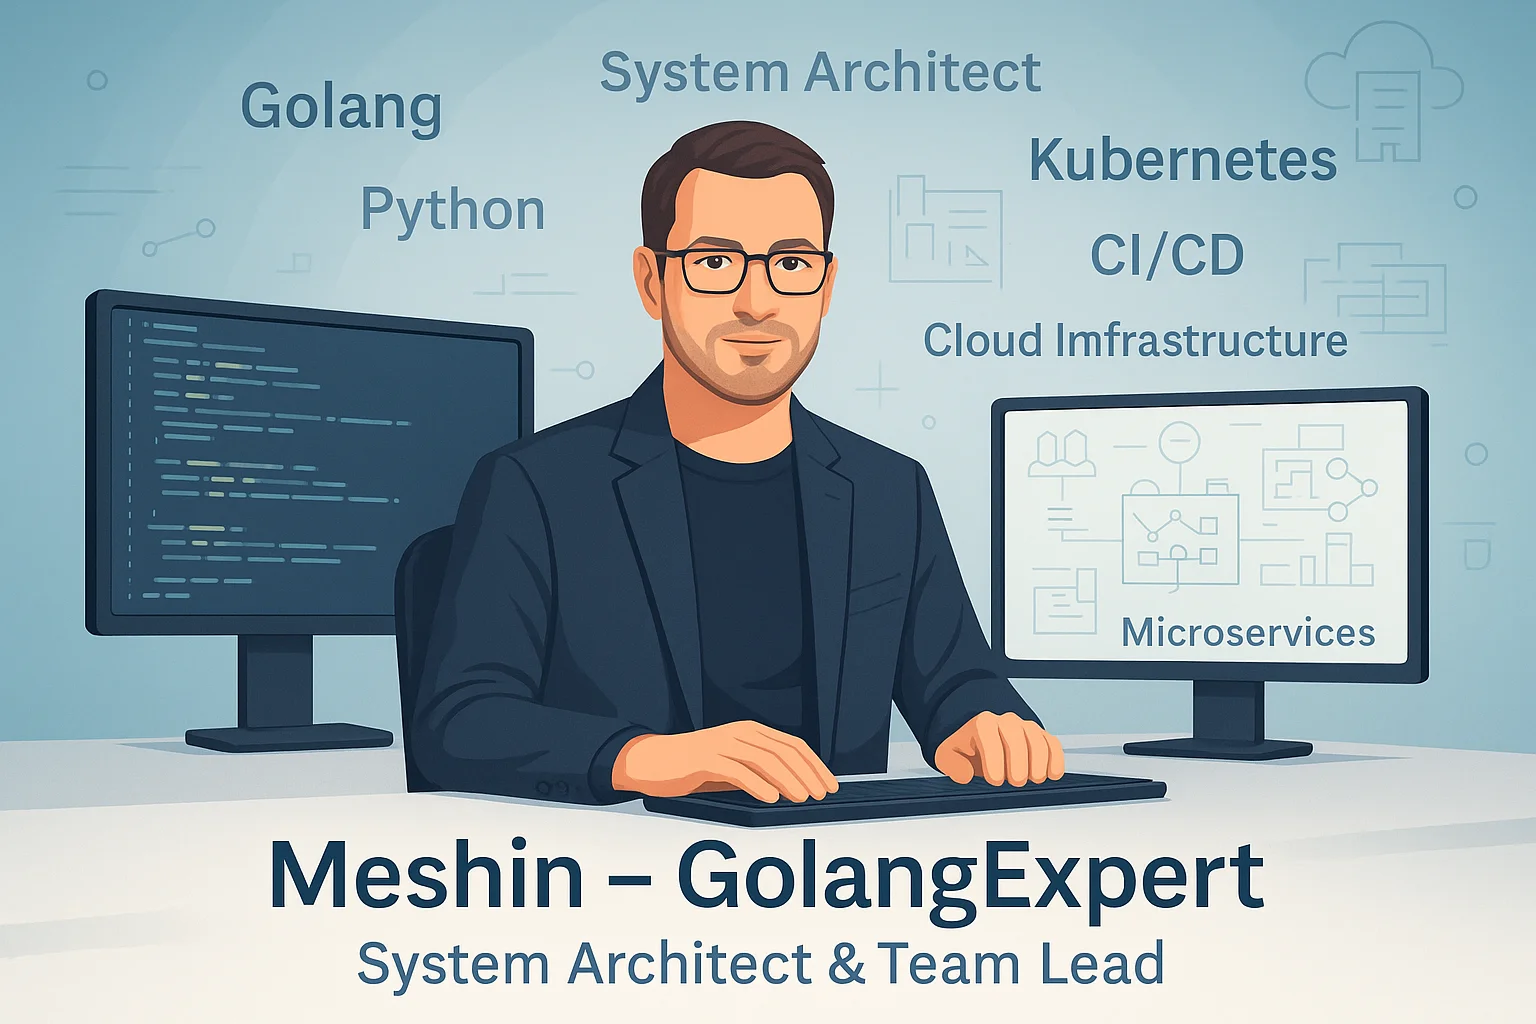 System Architect
Golang
Kubernetes
Python
CI/CD
Cloud Imfrastructure
Microservices
Meshin – GolangExpert
System Architect & Team Lead